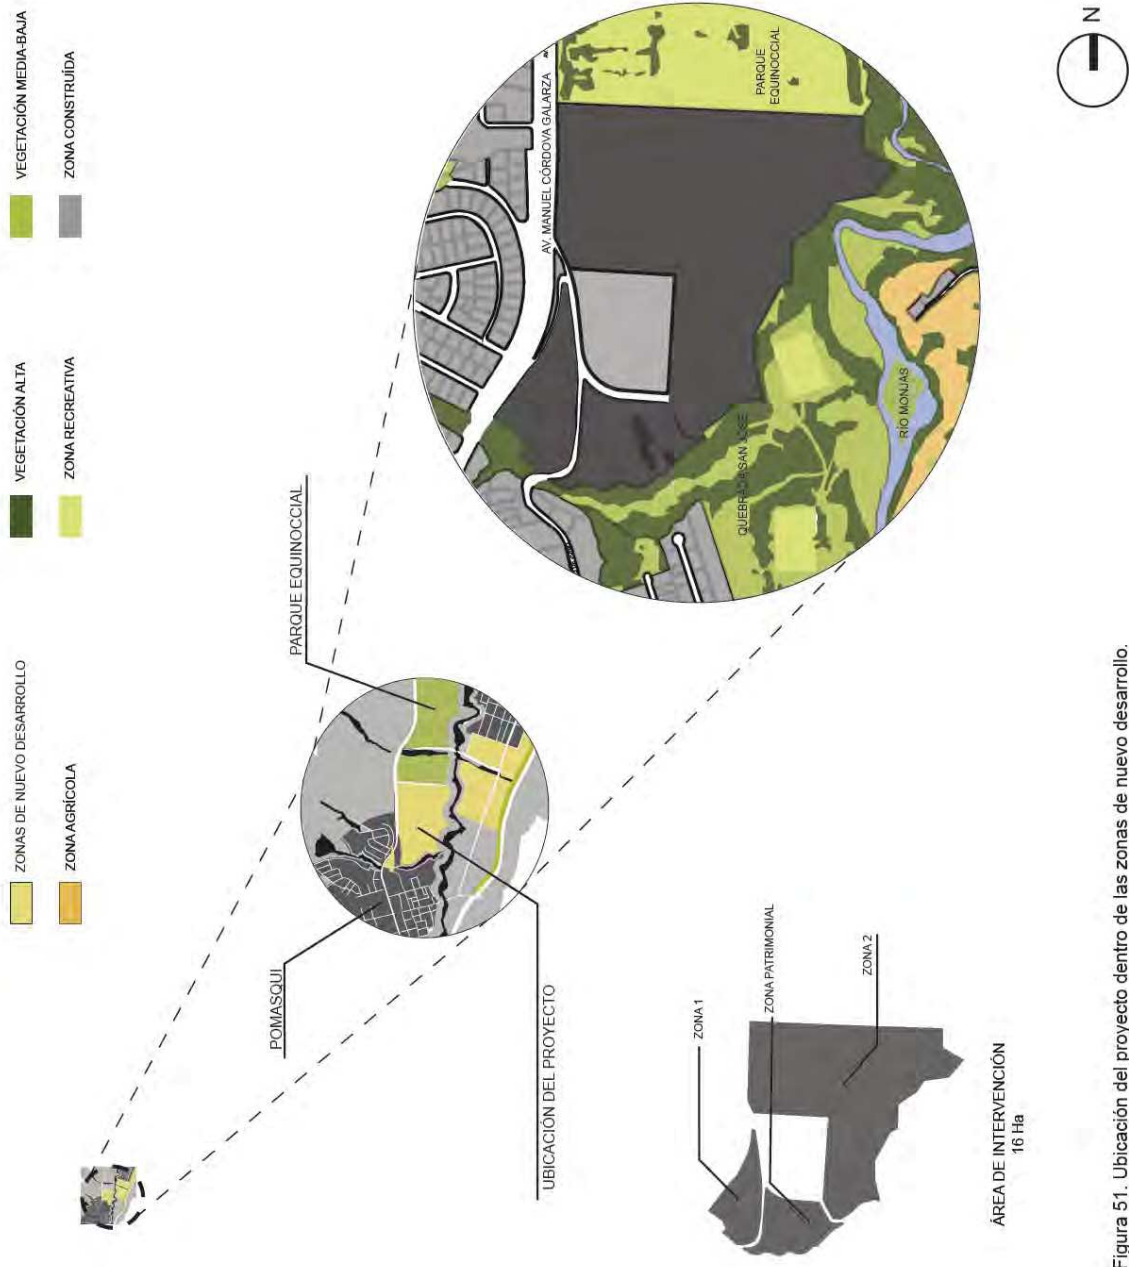 ZONAS DE NUEVO DESARROLLO
VEGETACIÓN ALTA
VEGETACIÓN MEDIA-BAJA
ZONA AGRÍCOLA
ZONA RECREATIVA
ZONA CONSTRUÍDA
POMASQUI
PARQUE EQUINOCCIAL
UBICACIÓN DEL PROYECTO
AV. MANUEL CÓRDOVA GALARZA
PARQUE
EQUINOCCIAL
QUEBRADA SAN JOSE
RÍO MONJAS
ZONA 1
ZONA PATRIMONIAL
ZONA 2
ÁREA DE INTERVENCIÓN
16 Ha
N
Figura 51. Ubicación del proyecto dentro de las zonas de nuevo desarrollo.